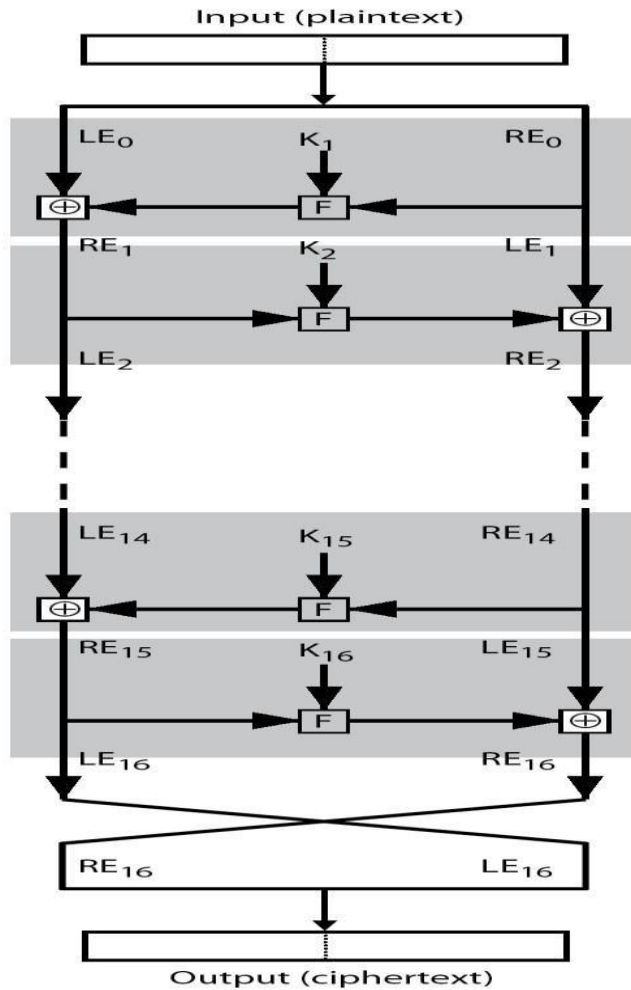 Input (plaintext)
LE₀ K₁ RE₀
⊕ F
RE₁ K₂ LE₁
F ⊕
LE₂ RE₂
LE₁₄ K₁₅ RE₁₄
⊕ F
RE₁₅ K₁₆ LE₁₅
F ⊕
LE₁₆ RE₁₆
RE₁₆ LE₁₆
Output (ciphertext)